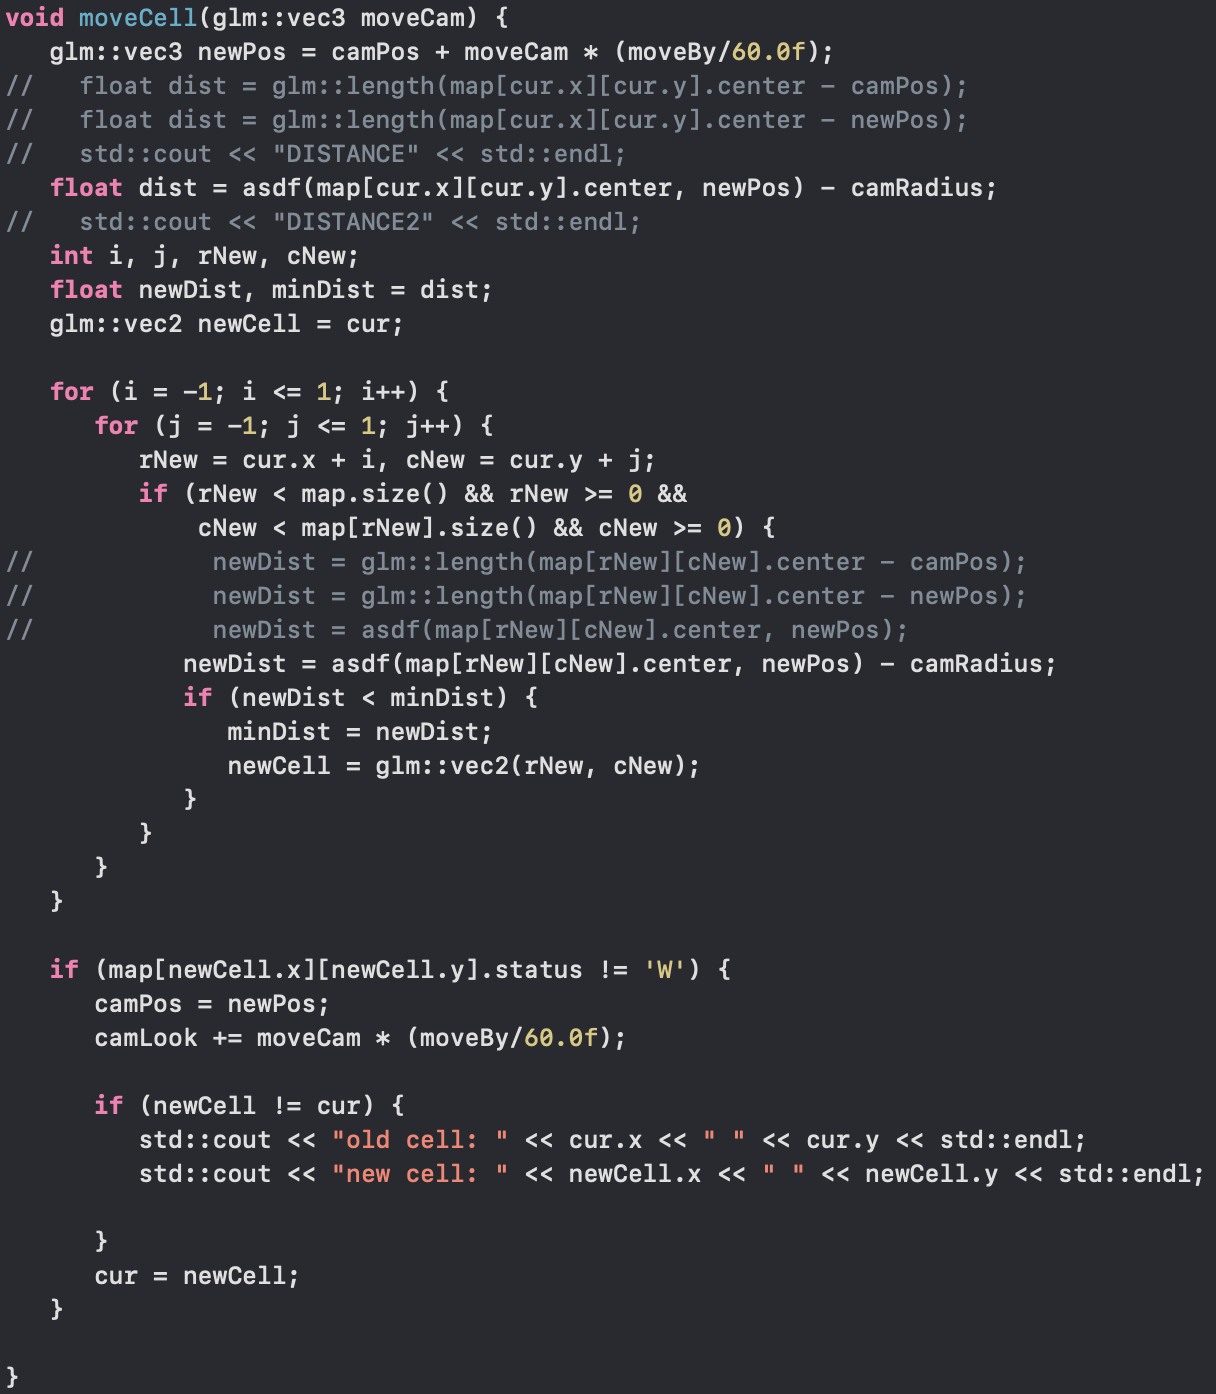 void moveCell(glm::vec3 moveCam) {
   glm::vec3 newPos = camPos + moveCam * (moveBy/60.0f);
//   float dist = glm::length(map[cur.x][cur.y].center - camPos);
//   float dist = glm::length(map[cur.x][cur.y].center - newPos);
//   std::cout << "DISTANCE" << std::endl;
   float dist = asdf(map[cur.x][cur.y].center, newPos) - camRadius;
//   std::cout << "DISTANCE2" << std::endl;
   int i, j, rNew, cNew;
   float newDist, minDist = dist;
   glm::vec2 newCell = cur;

   for (i = -1; i <= 1; i++) {
      for (j = -1; j <= 1; j++) {
         rNew = cur.x + i, cNew = cur.y + j;
         if (rNew < map.size() && rNew >= 0 &&
             cNew < map[rNew].size() && cNew >= 0) {
//            newDist = glm::length(map[rNew][cNew].center - camPos);
//            newDist = glm::length(map[rNew][cNew].center - newPos);
//            newDist = asdf(map[rNew][cNew].center, newPos);
            newDist = asdf(map[rNew][cNew].center, newPos) - camRadius;
            if (newDist < minDist) {
               minDist = newDist;
               newCell = glm::vec2(rNew, cNew);
            }
         }
      }
   }

   if (map[newCell.x][newCell.y].status != 'W') {
      camPos = newPos;
      camLook += moveCam * (moveBy/60.0f);

      if (newCell != cur) {
         std::cout << "old cell: " << cur.x << " " << cur.y << std::endl;
         std::cout << "new cell: " << newCell.x << " " << newCell.y << std::endl;

      }
      cur = newCell;
   }

}